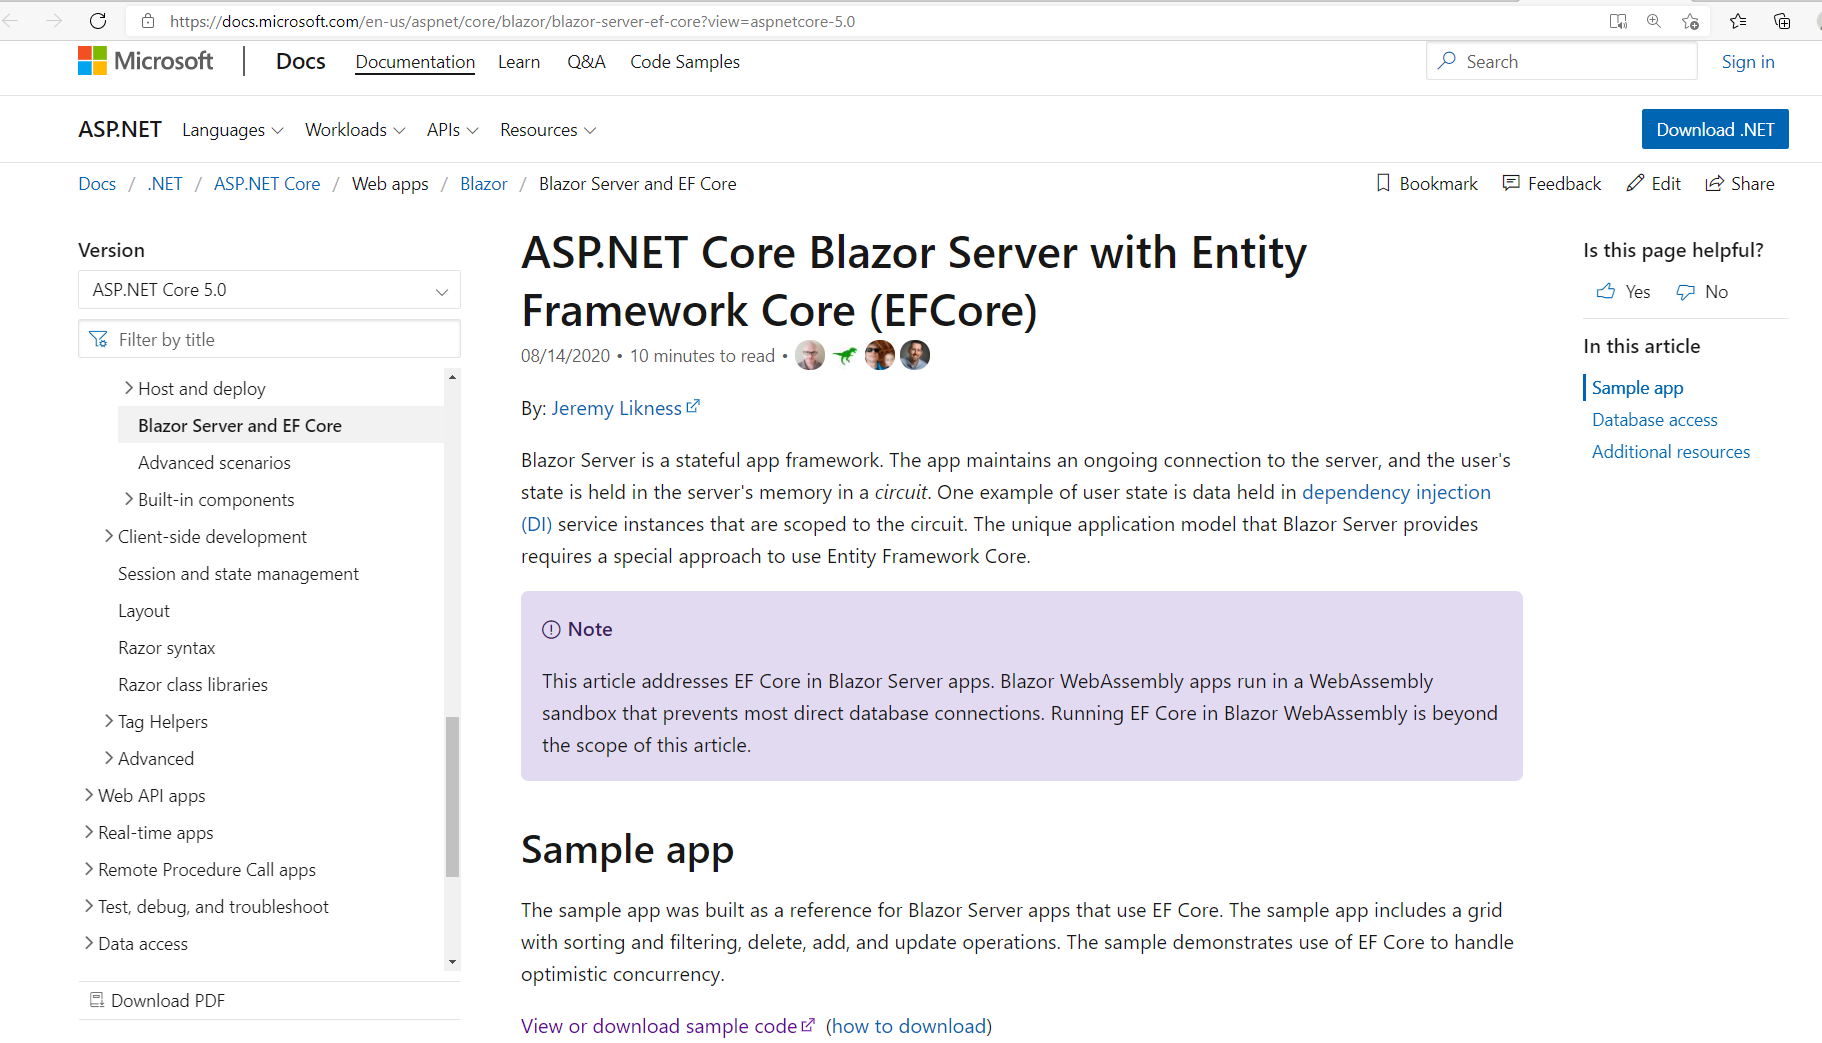 https://docs.microsoft.com/en-us/aspnet/core/blazor/blazor-server-ef-core?view=aspnetcore-5.0
Microsoft
Docs
Documentation
Learn
Q&A
Code Samples
Search
Sign in
ASP.NET
Languages
Workloads
APIs
Resources
Download .NET
Docs / .NET / ASP.NET Core / Web apps / Blazor / Blazor Server and EF Core
Bookmark
Feedback
Edit
Share
Version
ASP.NET Core 5.0
Filter by title
Host and deploy
Blazor Server and EF Core
Advanced scenarios
Built-in components
Client-side development
Session and state management
Layout
Razor syntax
Razor class libraries
Tag Helpers
Advanced
Web API apps
Real-time apps
Remote Procedure Call apps
Test, debug, and troubleshoot
Data access
Download PDF
ASP.NET Core Blazor Server with Entity
Framework Core (EFCore)
08/14/2020 • 10 minutes to read •
By: Jeremy Likness
Blazor Server is a stateful app framework. The app maintains an ongoing connection to the server, and the user's
state is held in the server's memory in a circuit. One example of user state is data held in dependency injection
(DI) service instances that are scoped to the circuit. The unique application model that Blazor Server provides
requires a special approach to use Entity Framework Core.
Note
This article addresses EF Core in Blazor Server apps. Blazor WebAssembly apps run in a WebAssembly
sandbox that prevents most direct database connections. Running EF Core in Blazor WebAssembly is beyond
the scope of this article.
Sample app
The sample app was built as a reference for Blazor Server apps that use EF Core. The sample app includes a grid
with sorting and filtering, delete, add, and update operations. The sample demonstrates use of EF Core to handle
optimistic concurrency.
View or download sample code (how to download)
Is this page helpful?
Yes
No
In this article
Sample app
Database access
Additional resources